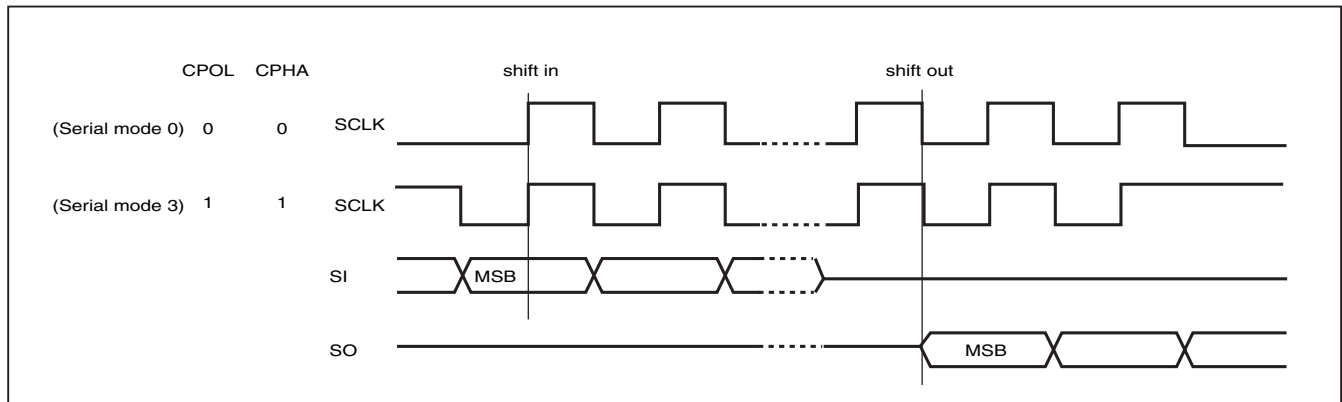 CPOL CPHA shift in shift out
(Serial mode 0) 0 0 SCLK
(Serial mode 3) 1 1 SCLK
SI MSB
SO MSB